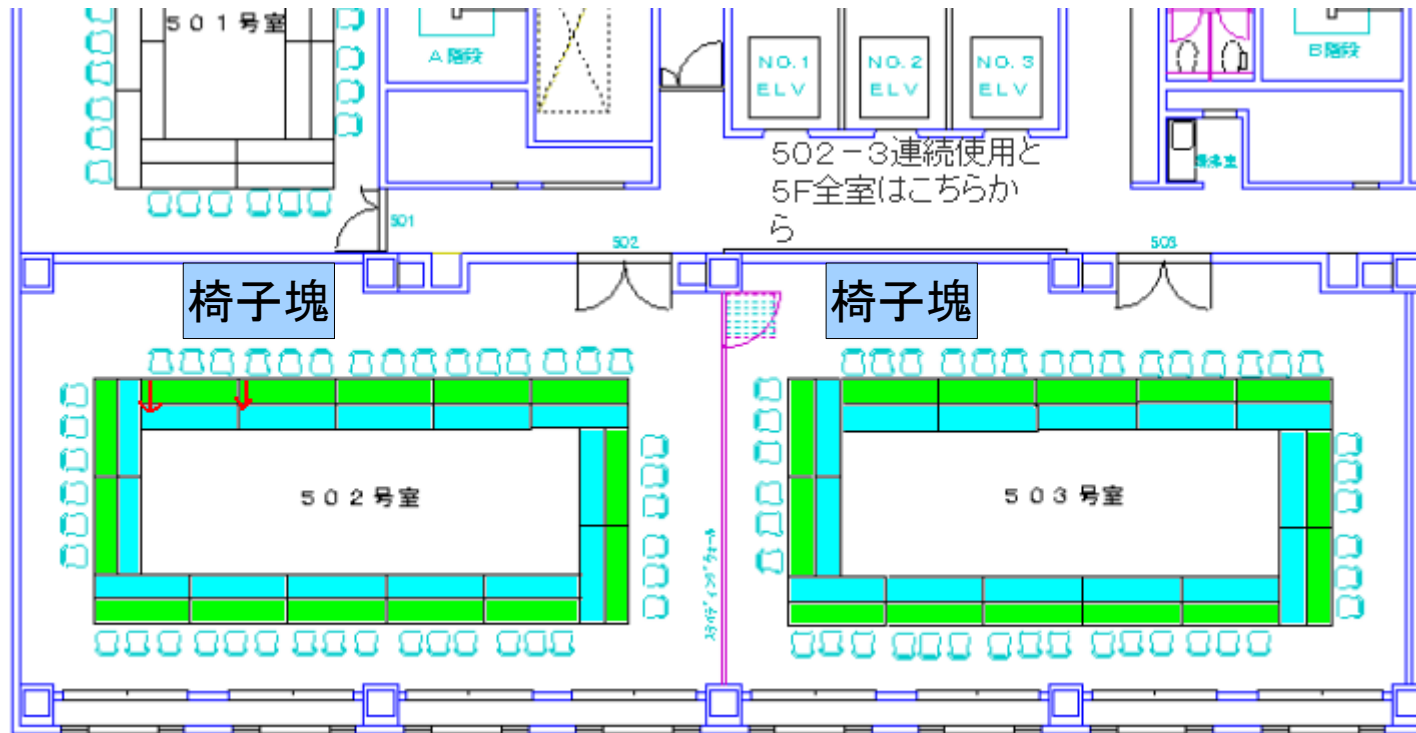 501号室
A階段
NO.1
ELV
NO.2
ELV
NO.3
ELV
B階段
湯沸室
502-3連続使用と
5F全室はこちらか
ら
501
502
503
椅子塊
椅子塊
502号室
503号室
スライディングウォール